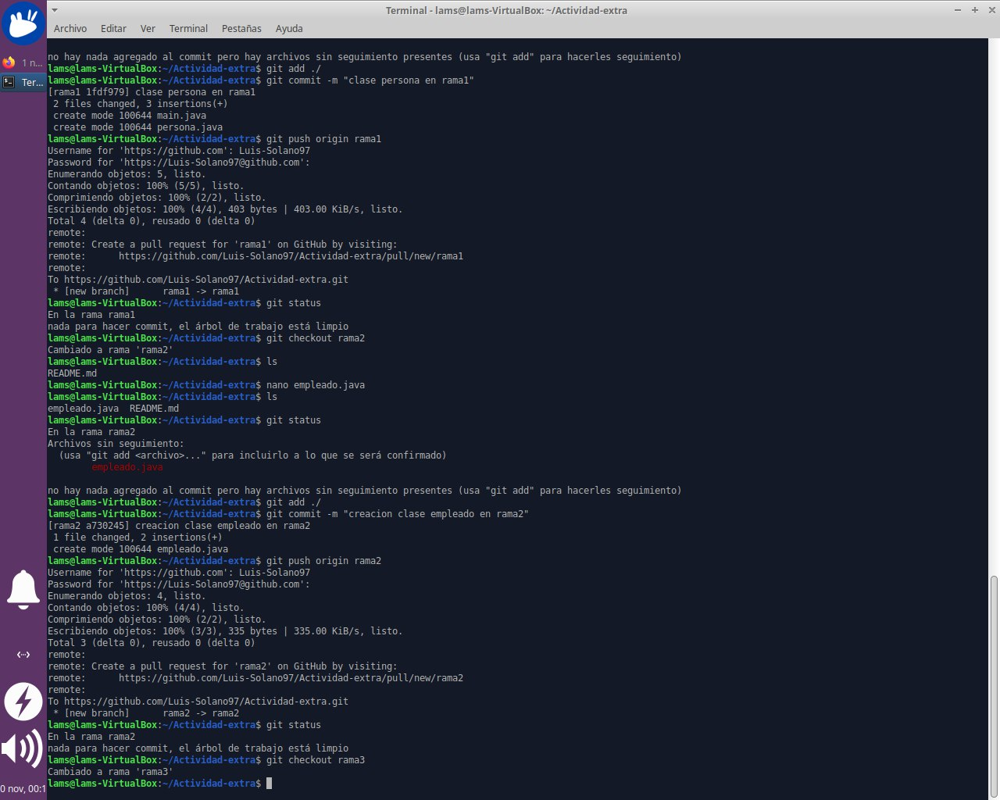 Terminal - lams@lams-VirtualBox: ~/Actividad-extra
Archivo Editar Ver Terminal Pestañas Ayuda
1 n...
Ter...
no hay nada agregado al commit pero hay archivos sin seguimiento presentes (usa "git add" para hacerles seguimiento)
lams@lams-VirtualBox:~/Actividad-extra$ git add ./
lams@lams-VirtualBox:~/Actividad-extra$ git commit -m "clase persona en rama1"
[rama1 1fdf979] clase persona en rama1
2 files changed, 3 insertions(+)
create mode 100644 main.java
create mode 100644 persona.java
lams@lams-VirtualBox:~/Actividad-extra$ git push origin rama1
Username for 'https://github.com': Luis-Solano97
Password for 'https://Luis-Solano97@github.com':
Enumerando objetos: 5, listo.
Contando objetos: 100% (5/5), listo.
Comprimiendo objetos: 100% (2/2), listo.
Escribiendo objetos: 100% (4/4), 403 bytes | 403.00 KiB/s, listo.
Total 4 (delta 0), reusado 0 (delta 0)
remote:
remote: Create a pull request for 'rama1' on GitHub by visiting:
remote:      https://github.com/Luis-Solano97/Actividad-extra/pull/new/rama1
remote:
To https://github.com/Luis-Solano97/Actividad-extra.git
* [new branch]      rama1 -> rama1
lams@lams-VirtualBox:~/Actividad-extra$ git status
En la rama rama1
nada para hacer commit, el árbol de trabajo está limpio
lams@lams-VirtualBox:~/Actividad-extra$ git checkout rama2
Cambiado a rama 'rama2'
lams@lams-VirtualBox:~/Actividad-extra$ ls
README.md
lams@lams-VirtualBox:~/Actividad-extra$ nano empleado.java
lams@lams-VirtualBox:~/Actividad-extra$ ls
empleado.java  README.md
lams@lams-VirtualBox:~/Actividad-extra$ git status
En la rama rama2
Archivos sin seguimiento:
(usa "git add <archivo>..." para incluirlo a lo que se será confirmado)
empleado.java
no hay nada agregado al commit pero hay archivos sin seguimiento presentes (usa "git add" para hacerles seguimiento)
lams@lams-VirtualBox:~/Actividad-extra$ git add ./
lams@lams-VirtualBox:~/Actividad-extra$ git commit -m "creacion clase empleado en rama2"
[rama2 a730245] creacion clase empleado en rama2
1 file changed, 2 insertions(+)
create mode 100644 empleado.java
lams@lams-VirtualBox:~/Actividad-extra$ git push origin rama2
Username for 'https://github.com': Luis-Solano97
Password for 'https://Luis-Solano97@github.com':
Enumerando objetos: 4, listo.
Contando objetos: 100% (4/4), listo.
Comprimiendo objetos: 100% (2/2), listo.
Escribiendo objetos: 100% (3/3), 335 bytes | 335.00 KiB/s, listo.
Total 3 (delta 0), reusado 0 (delta 0)
remote:
remote: Create a pull request for 'rama2' on GitHub by visiting:
remote:      https://github.com/Luis-Solano97/Actividad-extra/pull/new/rama2
remote:
To https://github.com/Luis-Solano97/Actividad-extra.git
* [new branch]      rama2 -> rama2
lams@lams-VirtualBox:~/Actividad-extra$ git status
En la rama rama2
nada para hacer commit, el árbol de trabajo está limpio
lams@lams-VirtualBox:~/Actividad-extra$ git checkout rama3
Cambiado a rama 'rama3'
lams@lams-VirtualBox:~/Actividad-extra$
0 nov, 00:1